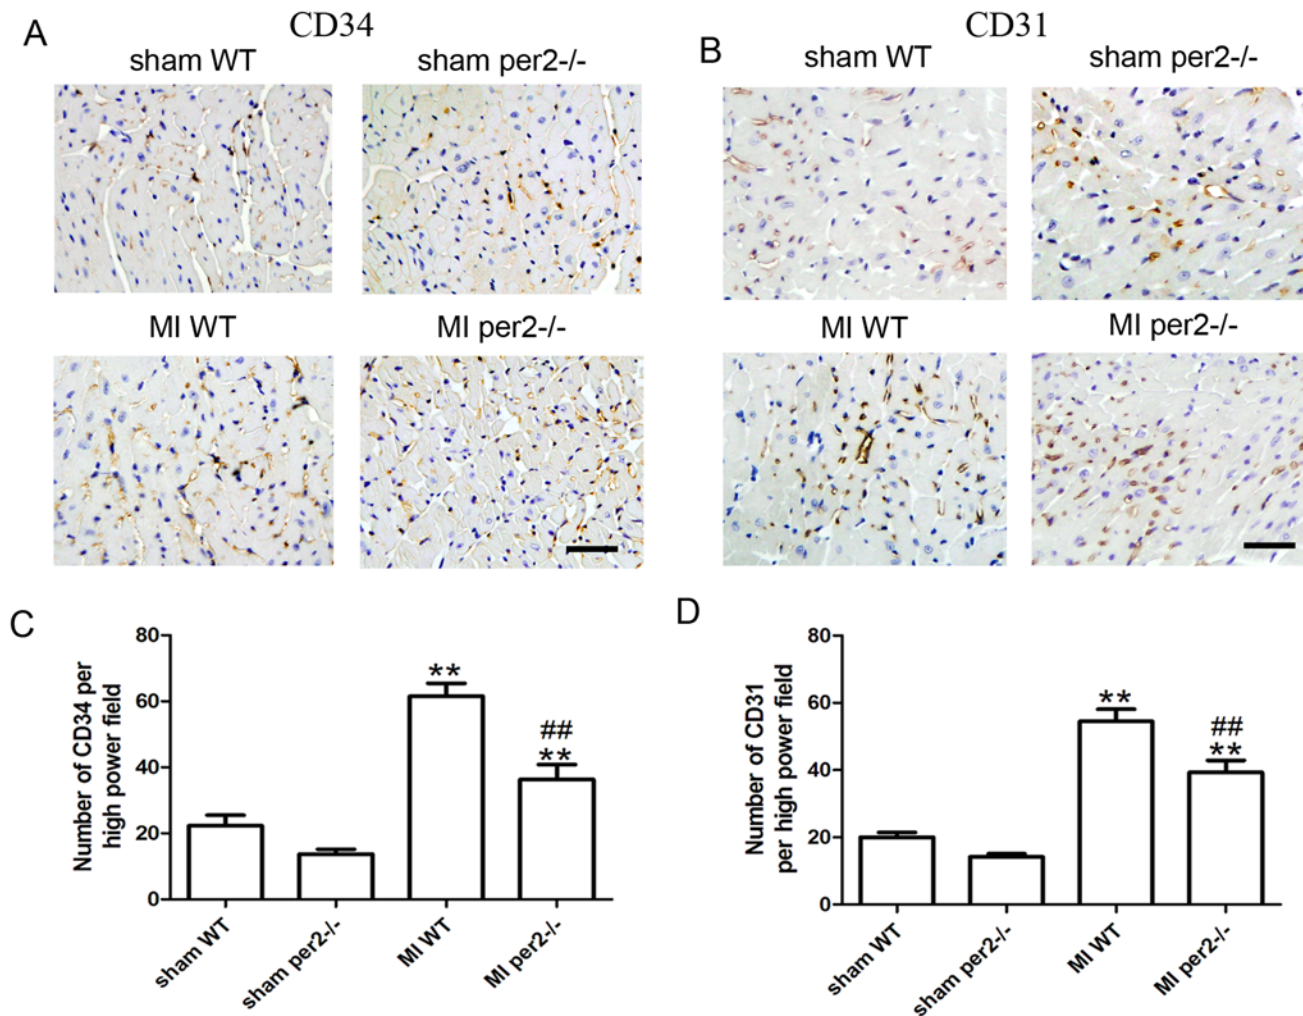 A
CD34
sham WT
sham per2-/-
MI WT
MI per2-/-
B
CD31
sham WT
sham per2-/-
MI WT
MI per2-/-
C
Number of CD34 per
high power field
80
60
40
20
0
**
##
**
sham WT
sham per2-/-
MI WT
MI per2-/-
D
Number of CD31
per high power field
80
60
40
20
0
**
##
**
sham WT
sham per2-/-
MI WT
MI per2-/-